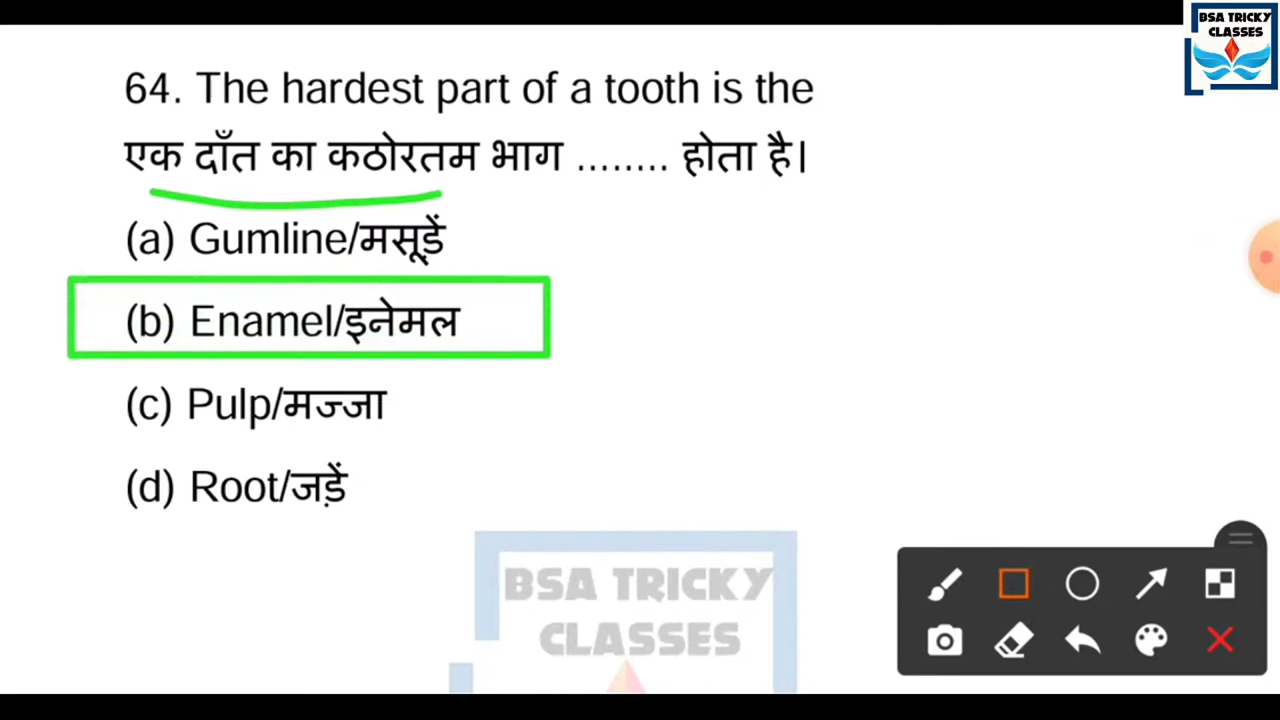 BSA TRICKY
CLASSES
64. The hardest part of a tooth is the
एक दाँत का कठोरतम भाग ........ होता है।
(a) Gumline/मसूड़ें
(b) Enamel/इनेमल
(c) Pulp/मज्जा
(d) Root/जड़ें
BSA TRICKY
CLASSES